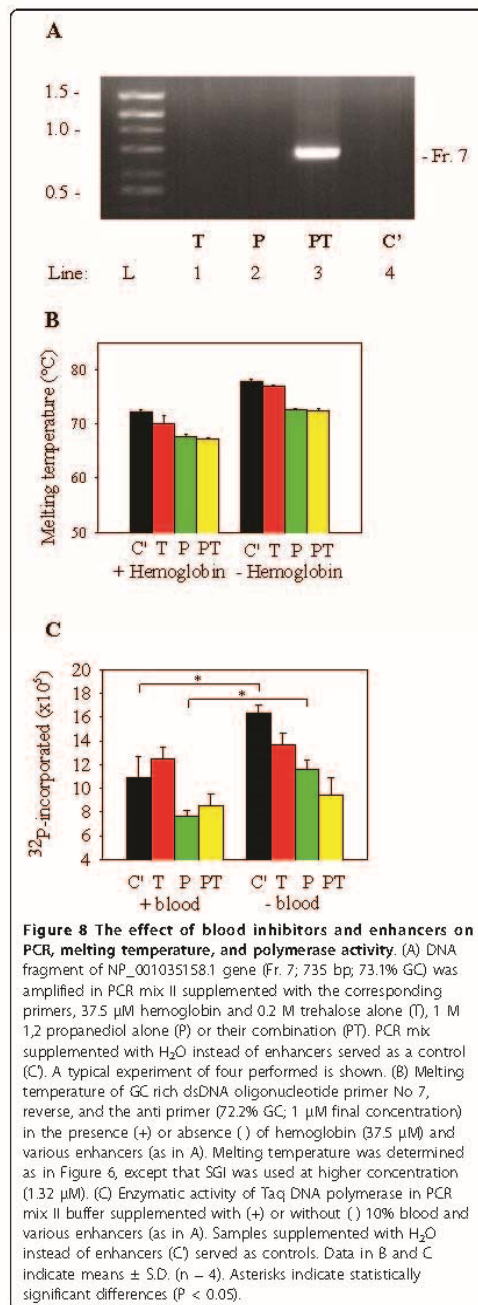 A
1.5 -
1.0 -
0.5 -
- Fr. 7
T P PT C'
Line: L 1 2 3 4
B
Melting temperature (°C)
80
70
60
50
C' T P PT C' T P PT
+ Hemoglobin - Hemoglobin
C
³²P-incorporated (x10⁵)
20
18
16
14
12
10
8
6
4
*
*
C' T P PT C' T P PT
+ blood - blood
Figure 8 The effect of blood inhibitors and enhancers on
PCR, melting temperature, and polymerase activity. (A) DNA
fragment of NP_001035158.1 gene (Fr. 7; 735 bp; 73.1% GC) was
amplified in PCR mix II supplemented with the corresponding
primers, 37.5 μM hemoglobin and 0.2 M trehalose alone (T), 1 M
1,2 propanediol alone (P) or their combination (PT). PCR mix
supplemented with H₂O instead of enhancers served as a control
(C'). A typical experiment of four performed is shown. (B) Melting
temperature of GC rich dsDNA oligonucleotide primer No 7,
reverse, and the anti primer (72.2% GC; 1 μM final concentration)
in the presence (+) or absence ( ) of hemoglobin (37.5 μM) and
various enhancers (as in A). Melting temperature was determined
as in Figure 6, except that SGI was used at higher concentration
(1.32 μM). (C) Enzymatic activity of Taq DNA polymerase in PCR
mix II buffer supplemented with (+) or without ( ) 10% blood and
various enhancers (as in A). Samples supplemented with H₂O
instead of enhancers (C') served as controls. Data in B and C
indicate means ± S.D. (n – 4). Asterisks indicate statistically
significant differences (P < 0.05).